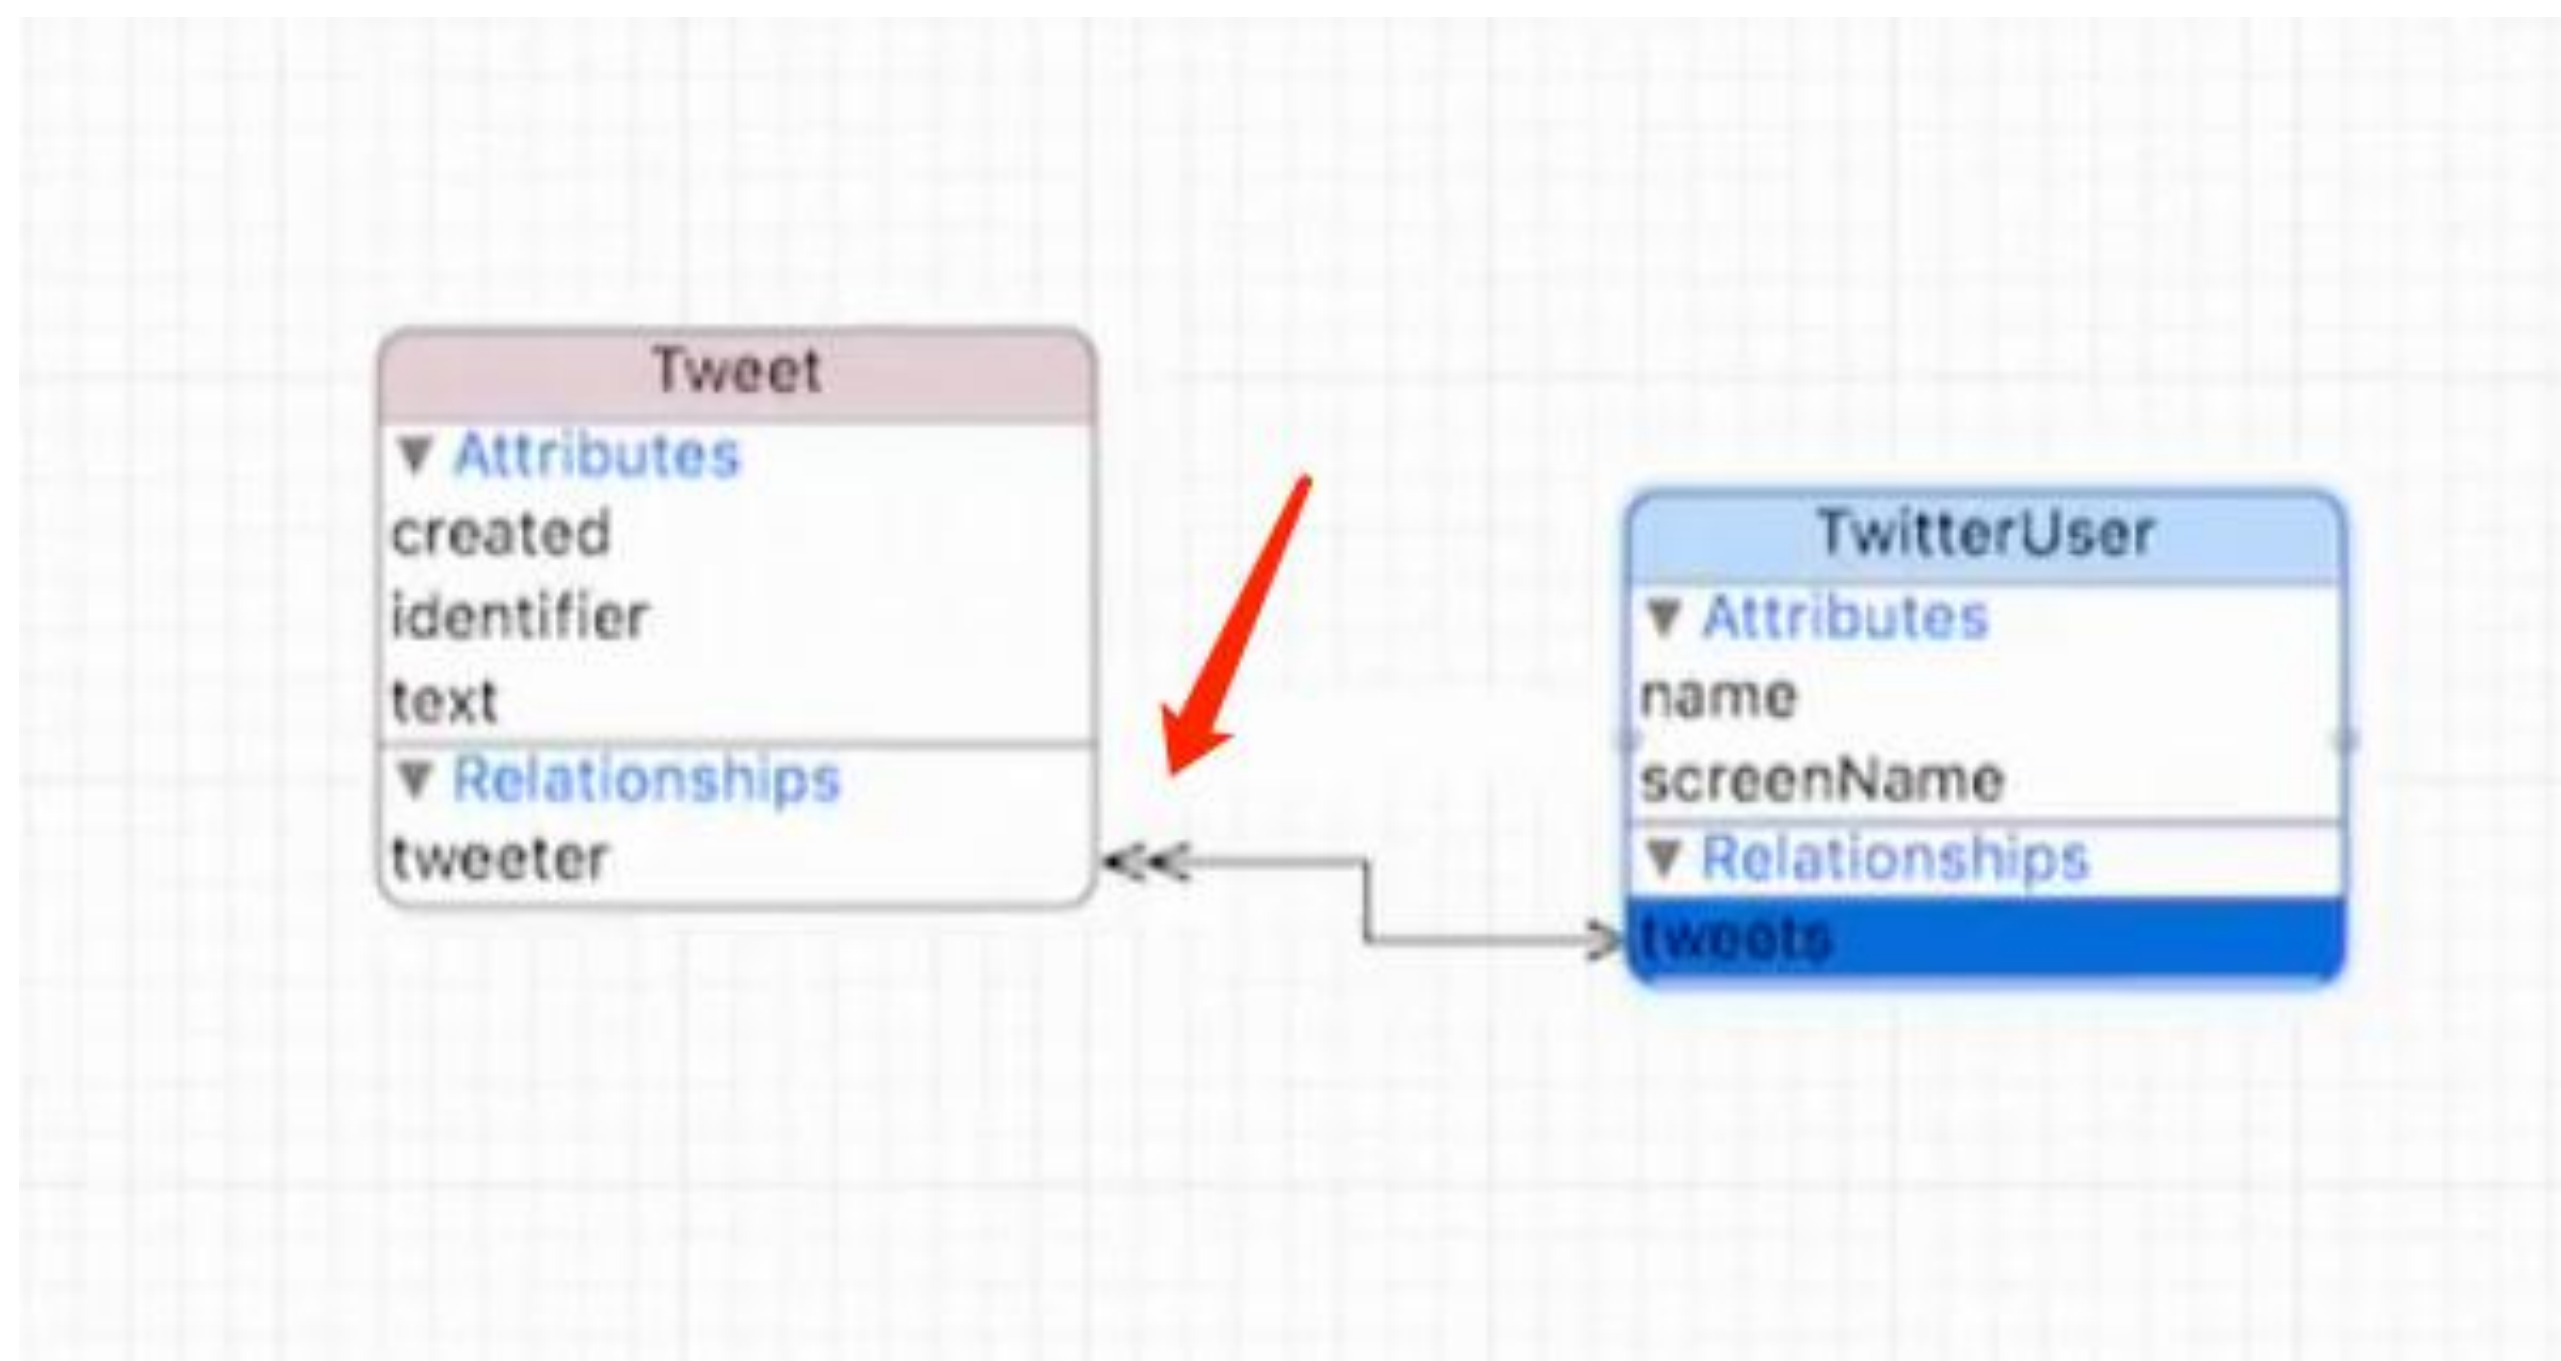 Tweet
Attributes
created
identifier
text
Relationships
tweeter
TwitterUser
Attributes
name
screenName
Relationships
tweets